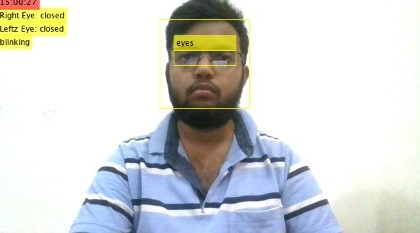 15:00:27
Right Eye: closed
Leftz Eye: closed
blinking
eyes